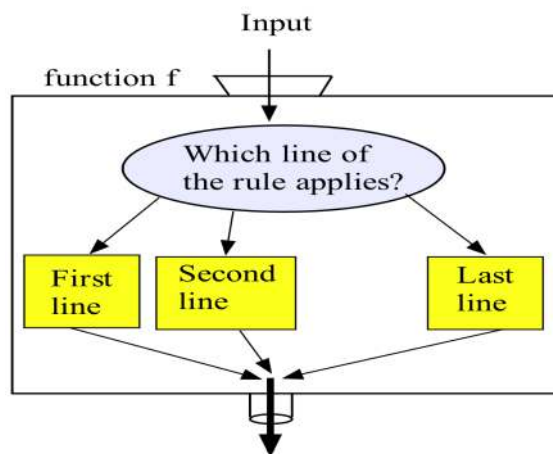 Input
function f
Which line of
the rule applies?
First
line
Second
line
Last
line